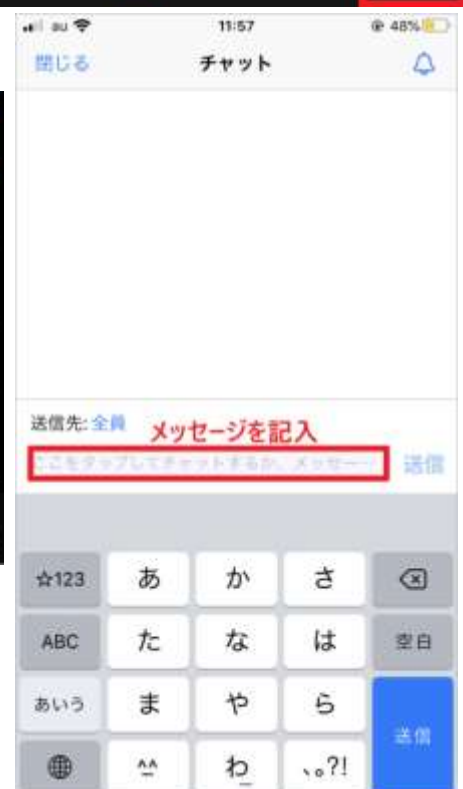 au 11:57 48%
閉じる チャット
送信先: 全員
メッセージを記入
ここをタップしてチャットするか、メッセー… 送信
☆123 あ か さ
ABC た な は 空白
あいう ま や ら
^^ わ_ 、。?! 送信